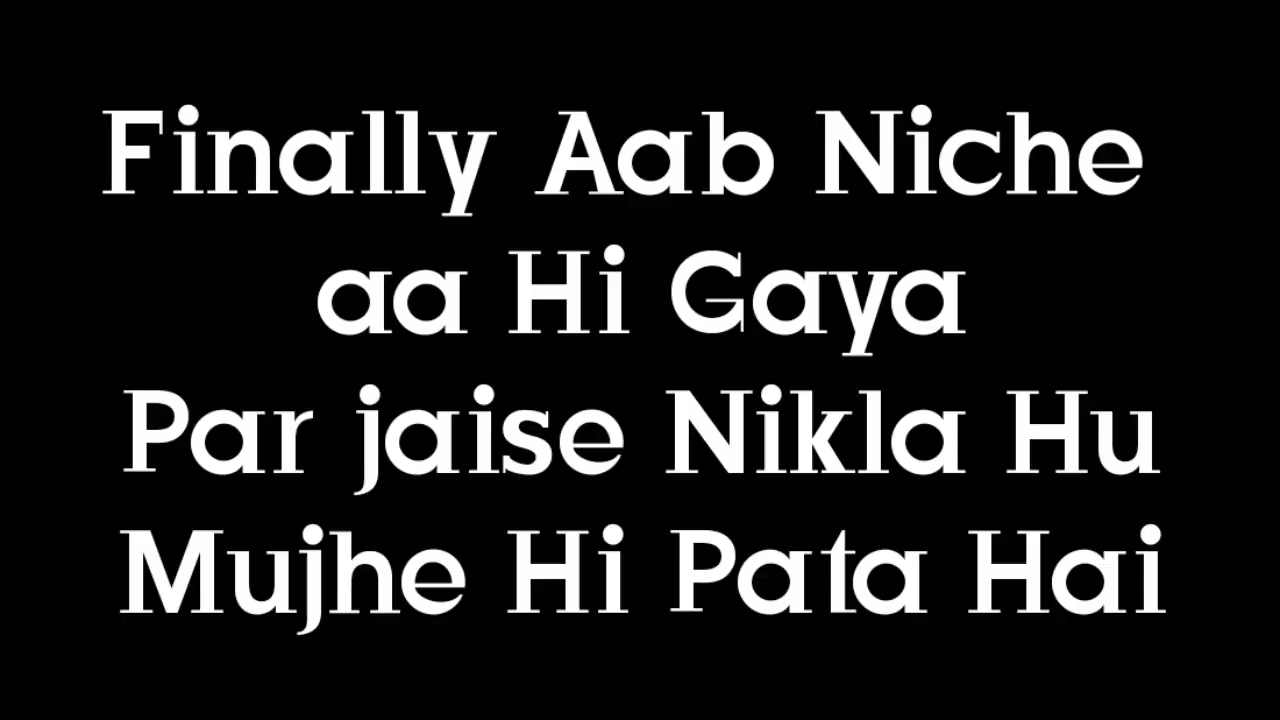 Finally Aab Niche
aa Hi Gaya
Par jaise Nikla Hu
Mujhe Hi Pata Hai